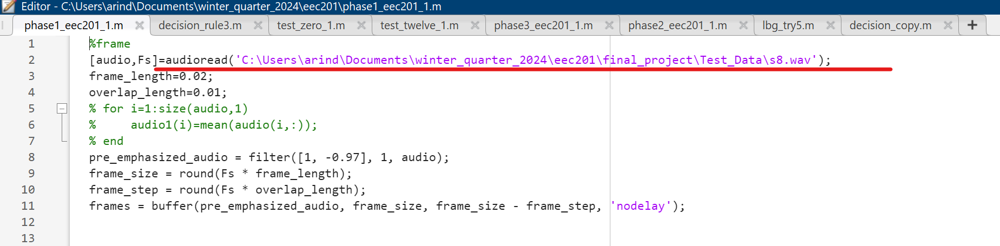 Editor - C:\Users\arind\Documents\winter_quarter_2024\eec201\phase1_eec201_1.m
phase1_eec201_1.m decision_rule3.m test_zero_1.m test_twelve_1.m phase3_eec201_1.m phase2_eec201_1.m lbg_try5.m decision_copy.m
1 %frame
2 [audio,Fs]=audioread('C:\Users\arind\Documents\winter_quarter_2024\eec201\final_project\Test_Data\s8.wav');
3 frame_length=0.02;
4 overlap_length=0.01;
5 % for i=1:size(audio,1)
6 %     audio1(i)=mean(audio(i,:));
7 % end
8 pre_emphasized_audio = filter([1, -0.97], 1, audio);
9 frame_size = round(Fs * frame_length);
10 frame_step = round(Fs * overlap_length);
11 frames = buffer(pre_emphasized_audio, frame_size, frame_size - frame_step, 'nodelay');
12
13